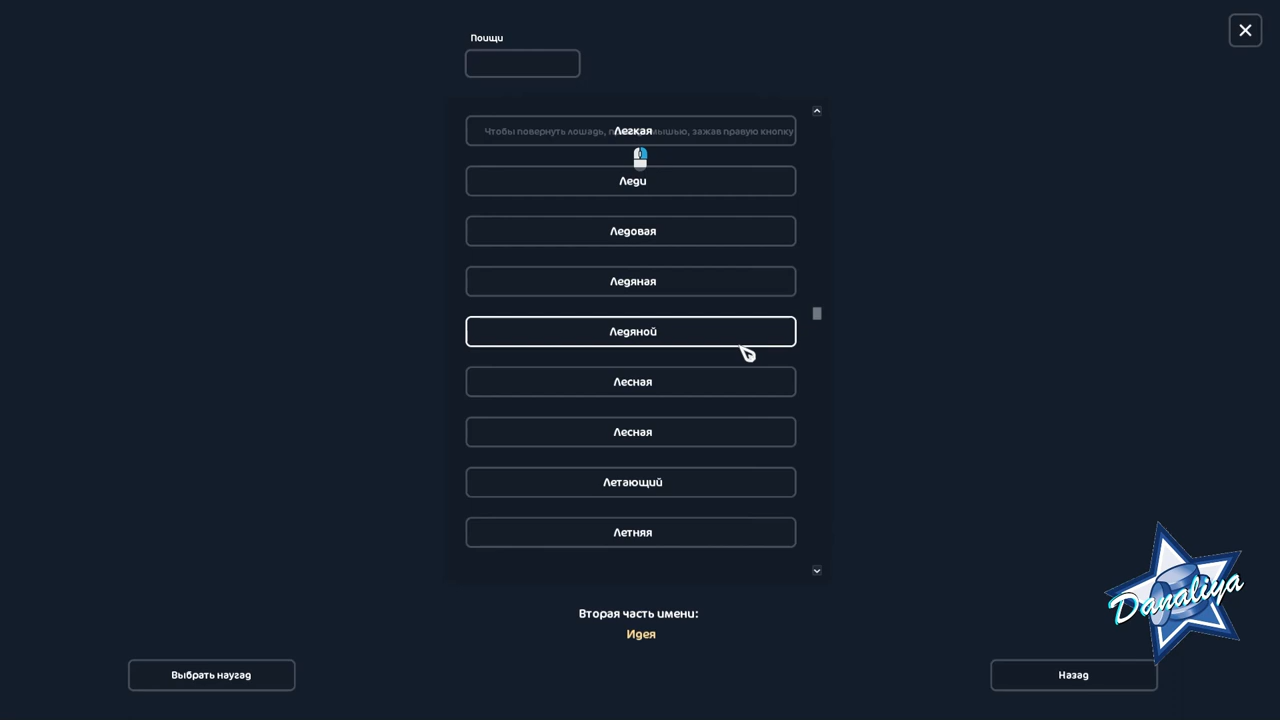 Поищи
Чтобы повернуть лошадь, мышью, зажав правую кнопку
Легкая
Леди
Ледовая
Ледяная
Ледяной
Лесная
Лесная
Летающий
Летняя
Вторая часть имени:
Идея
Выбрать наугад
Назад
Danaliya